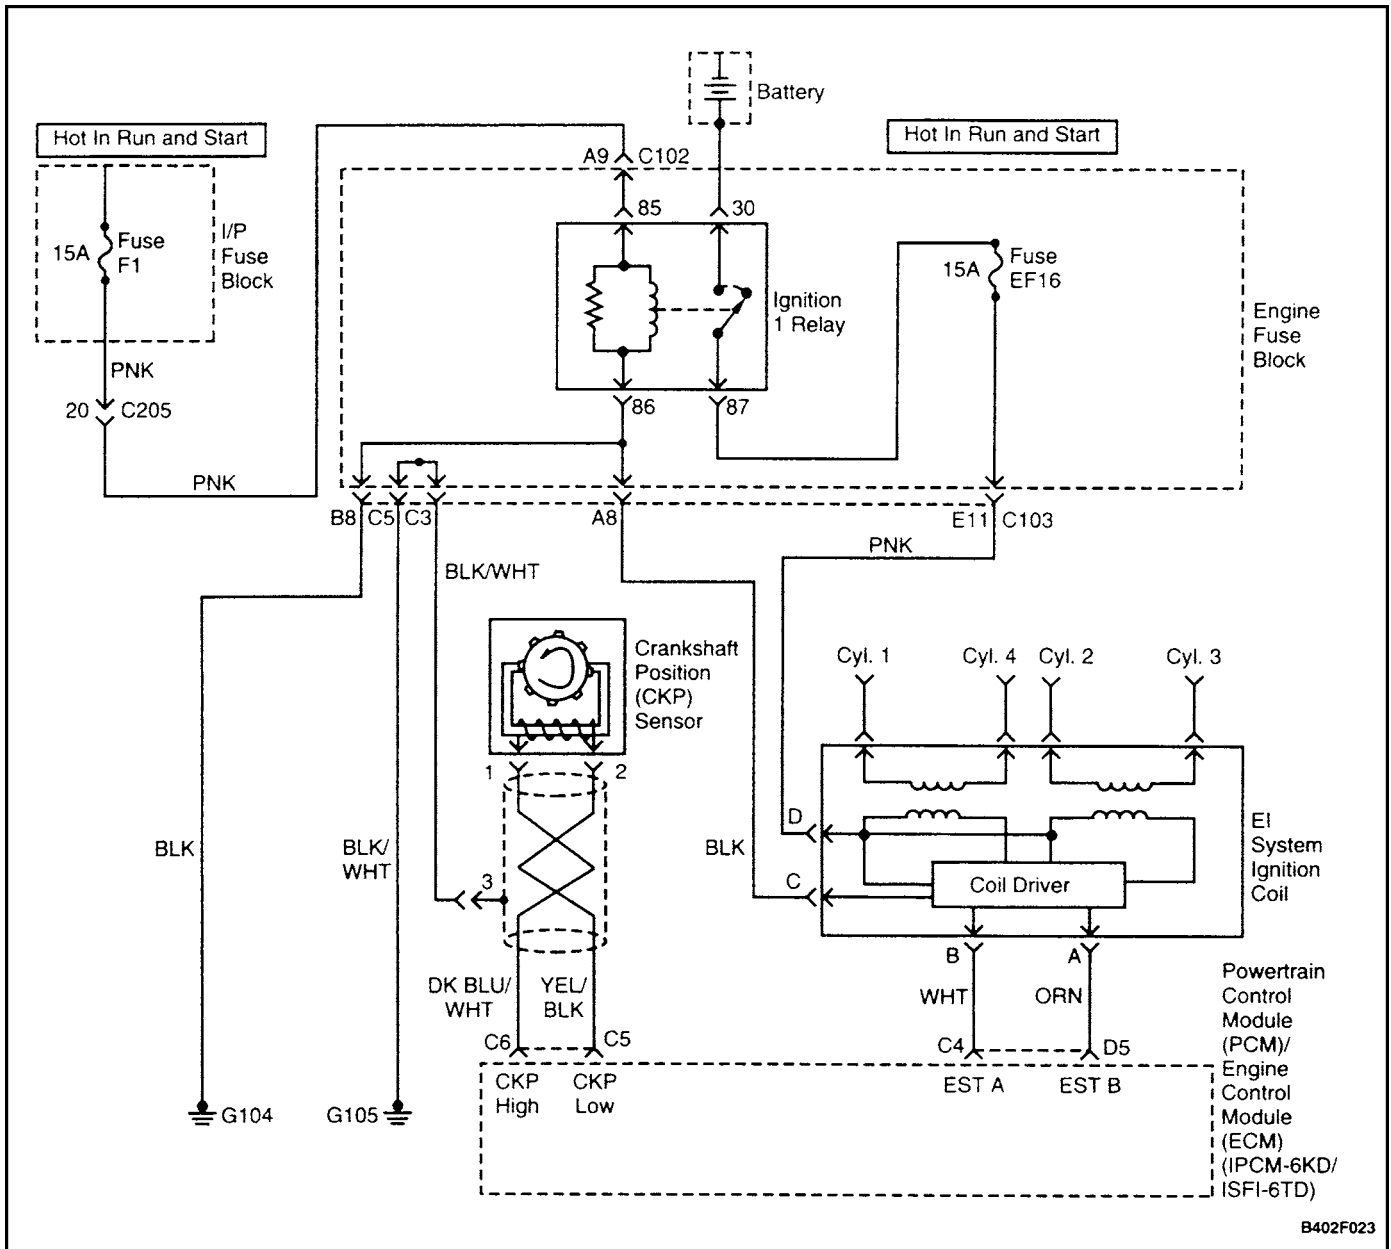 Battery
Hot In Run and Start
Hot In Run and Start
A9
C102
85
30
15A
Fuse
F1
I/P
Fuse
Block
15A
Fuse
EF16
Ignition
1 Relay
Engine
Fuse
Block
PNK
20
C205
86
87
PNK
B8
C5
C3
A8
E11
C103
PNK
BLK/WHT
Crankshaft
Position
(CKP)
Sensor
Cyl. 1
Cyl. 4
Cyl. 2
Cyl. 3
1
2
D
EI
System
Ignition
Coil
BLK
BLK/
WHT
3
BLK
C
Coil Driver
B
A
DK BLU/
WHT
YEL/
BLK
WHT
ORN
Powertrain
Control
Module
(PCM)/
Engine
Control
Module
(ECM)
(IPCM-6KD/
ISFI-6TD)
C6
C5
C4
D5
CKP
High
CKP
Low
EST A
EST B
G104
G105
B402F023